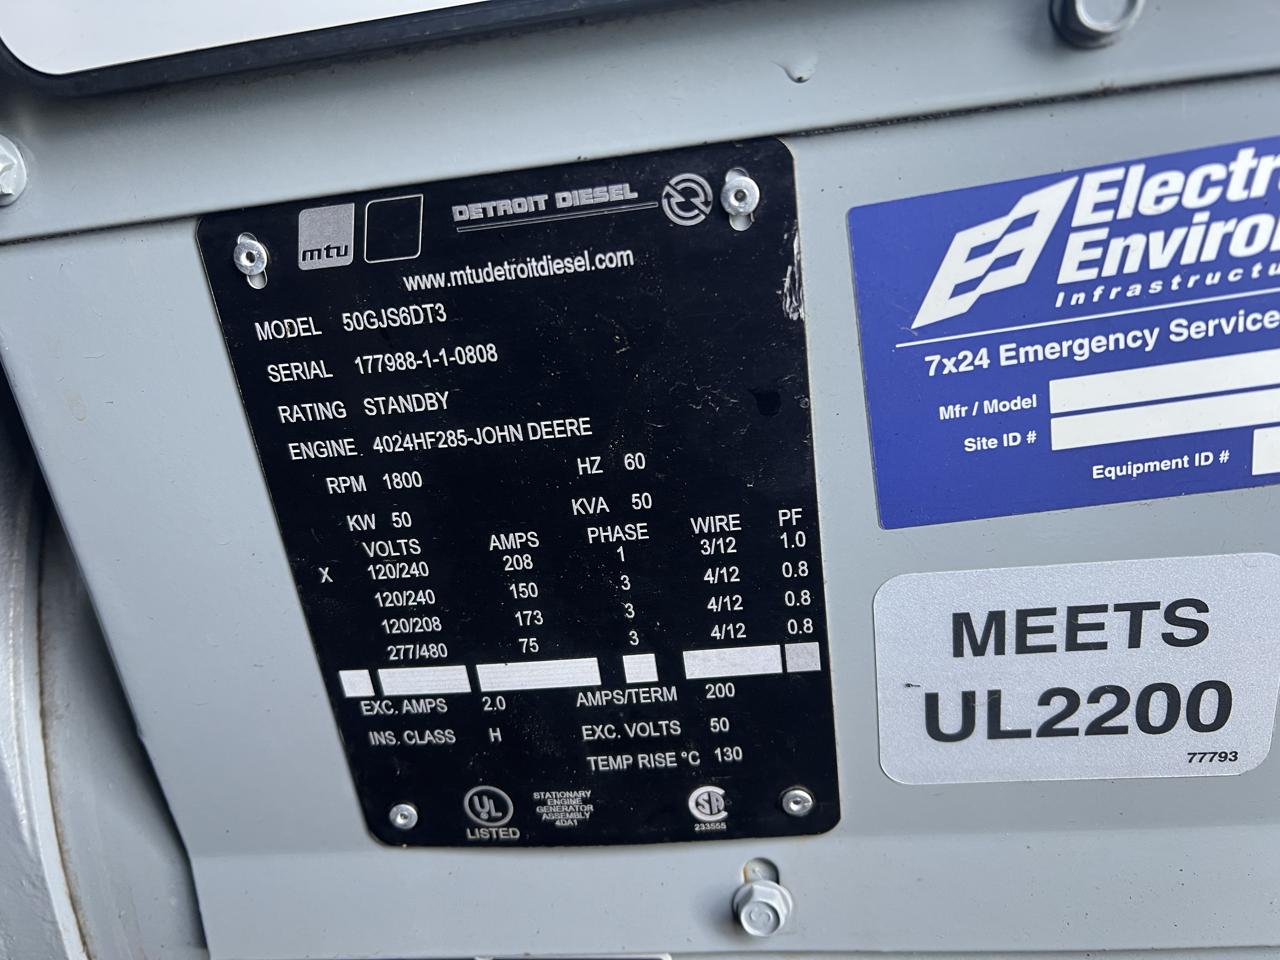 mtu
DETROIT DIESEL
www.mtudetroitdiesel.com
MODEL 50GJS6DT3
SERIAL 177988-1-1-0808
RATING STANDBY
ENGINE 4024HF285-JOHN DEERE
RPM 1800 HZ 60
KW 50 KVA 50
VOLTS AMPS PHASE WIRE PF
X 120/240 208 1 3/12 1.0
120/240 150 3 4/12 0.8
120/208 173 3 4/12 0.8
277/480 75 3 4/12 0.8
EXC. AMPS 2.0 AMPS/TERM 200
INS. CLASS H EXC. VOLTS 50
TEMP RISE °C 130
UL
LISTED
STATIONARY
ENGINE
GENERATOR
ASSEMBLY
4DA1
SA
233555
Electr
Enviro
Infrastructu
7x24 Emergency Service
Mfr / Model
Site ID #
Equipment ID #
MEETS
UL2200
77793